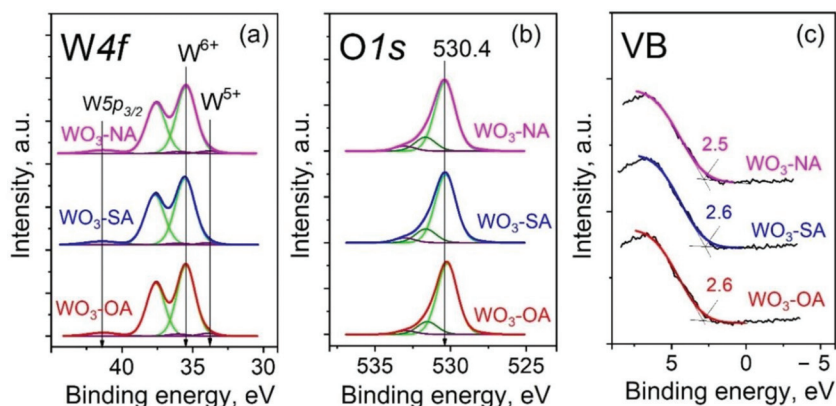 W4f
(a)
W⁶⁺
W⁵⁺
W5p₃/₂
WO₃-NA
WO₃-SA
WO₃-OA
Intensity, a.u.
40 35 30
Binding energy, eV
O1s
(b)
530.4
WO₃-NA
WO₃-SA
WO₃-OA
Intensity, a.u.
535 530 525
Binding energy, eV
VB
(c)
2.5
WO₃-NA
2.6
WO₃-SA
2.6
WO₃-OA
Intensity, a.u.
5 0 – 5
Binding energy, eV